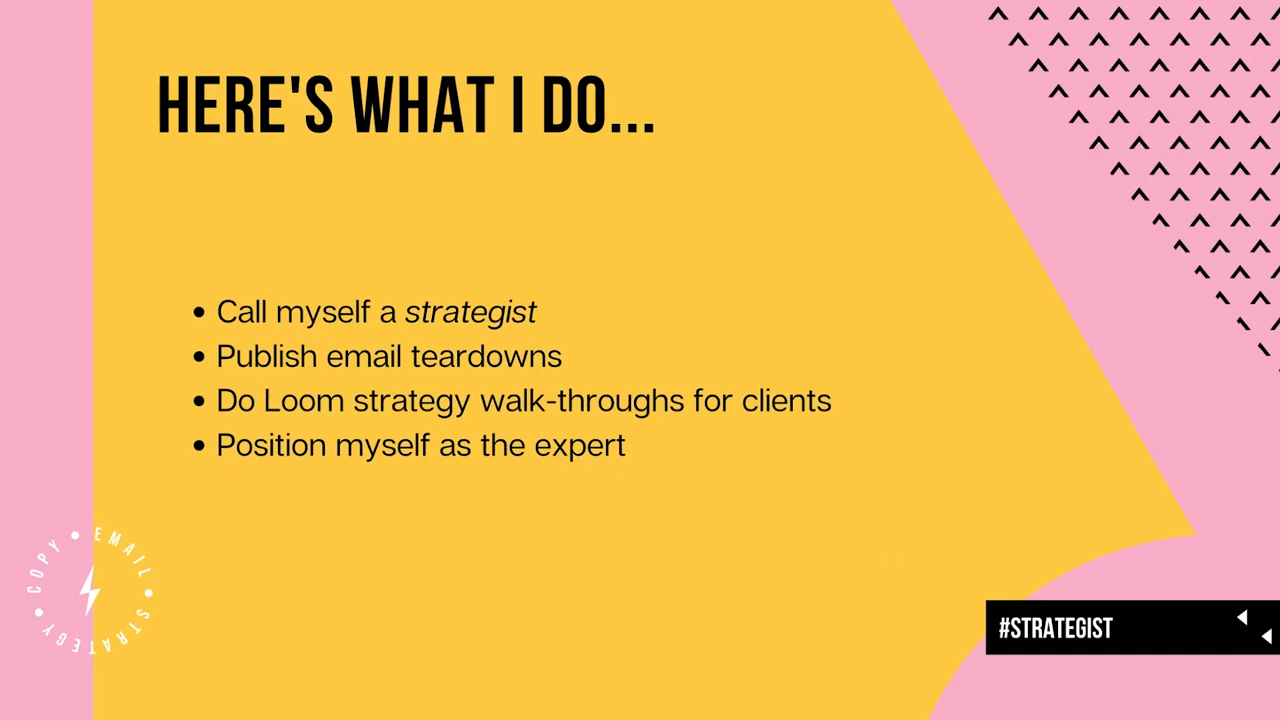 HERE'S WHAT I DO...
• Call myself a strategist
• Publish email teardowns
• Do Loom strategy walk-throughs for clients
• Position myself as the expert
COPY • EMAIL • STRATEGY •
#STRATEGIST